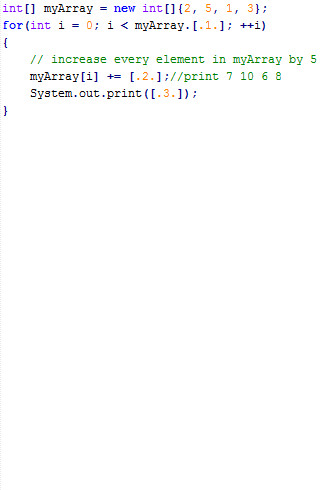 int[] myArray = new int[]{2, 5, 1, 3};
for(int i = 0; i < myArray.[.1.]; ++i)
{
    // increase every element in myArray by 5
    myArray[i] += [.2.];//print 7 10 6 8
    System.out.print([.3.]);
}